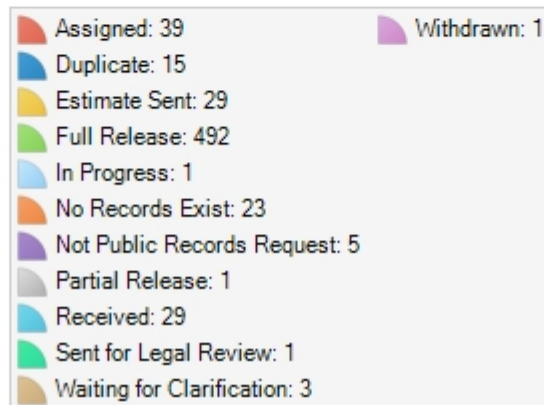 Assigned: 39
Duplicate: 15
Estimate Sent: 29
Full Release: 492
In Progress: 1
No Records Exist: 23
Not Public Records Request: 5
Partial Release: 1
Received: 29
Sent for Legal Review: 1
Waiting for Clarification: 3
Withdrawn: 1